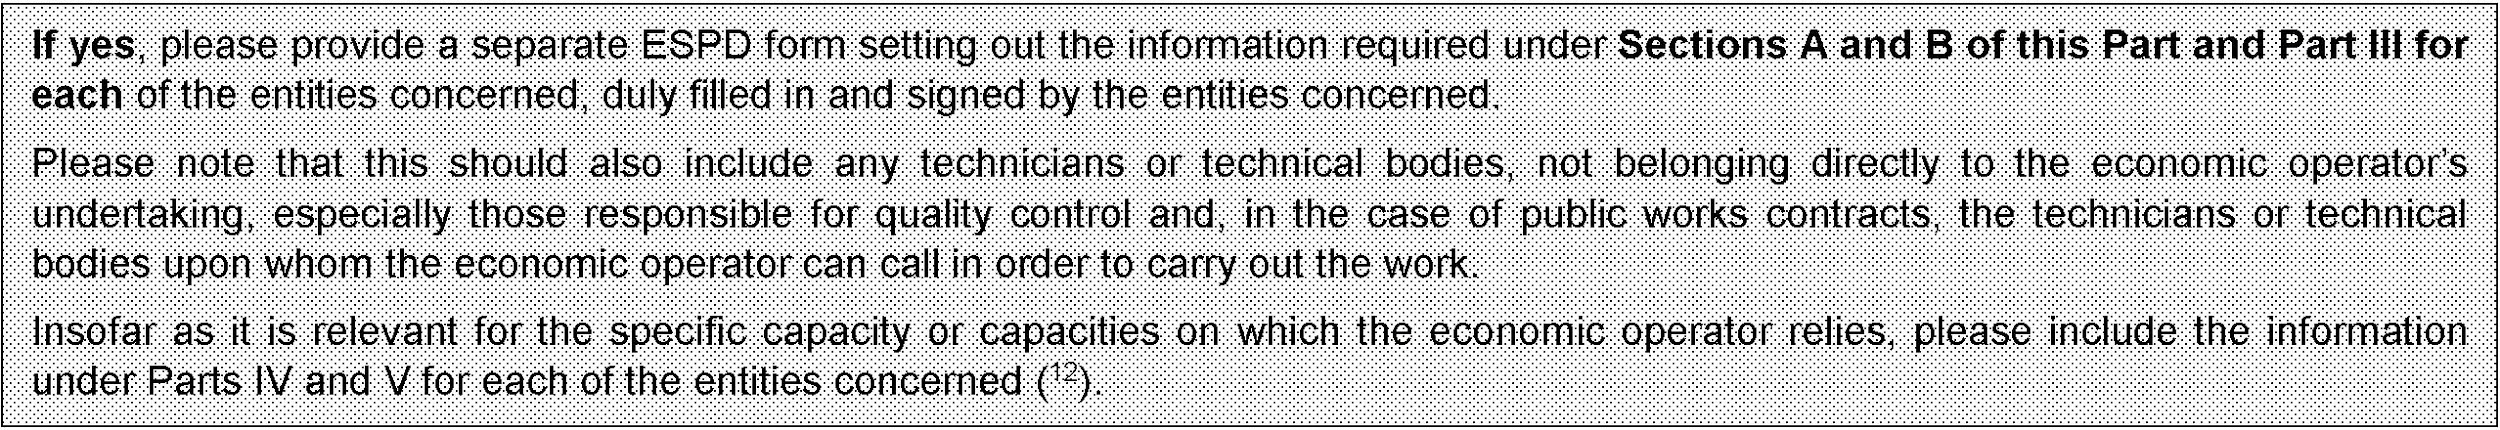 If yes, please provide a separate ESPD form setting out the information required under Sections A and B of this Part and Part III for
each of the entities concerned, duly filled in and signed by the entities concerned.
Please note that this should also include any technicians or technical bodies, not belonging directly to the economic operator’s
undertaking, especially those responsible for quality control and, in the case of public works contracts, the technicians or technical
bodies upon whom the economic operator can call in order to carry out the work.
Insofar as it is relevant for the specific capacity or capacities on which the economic operator relies, please include the information
under Parts IV and V for each of the entities concerned (12).